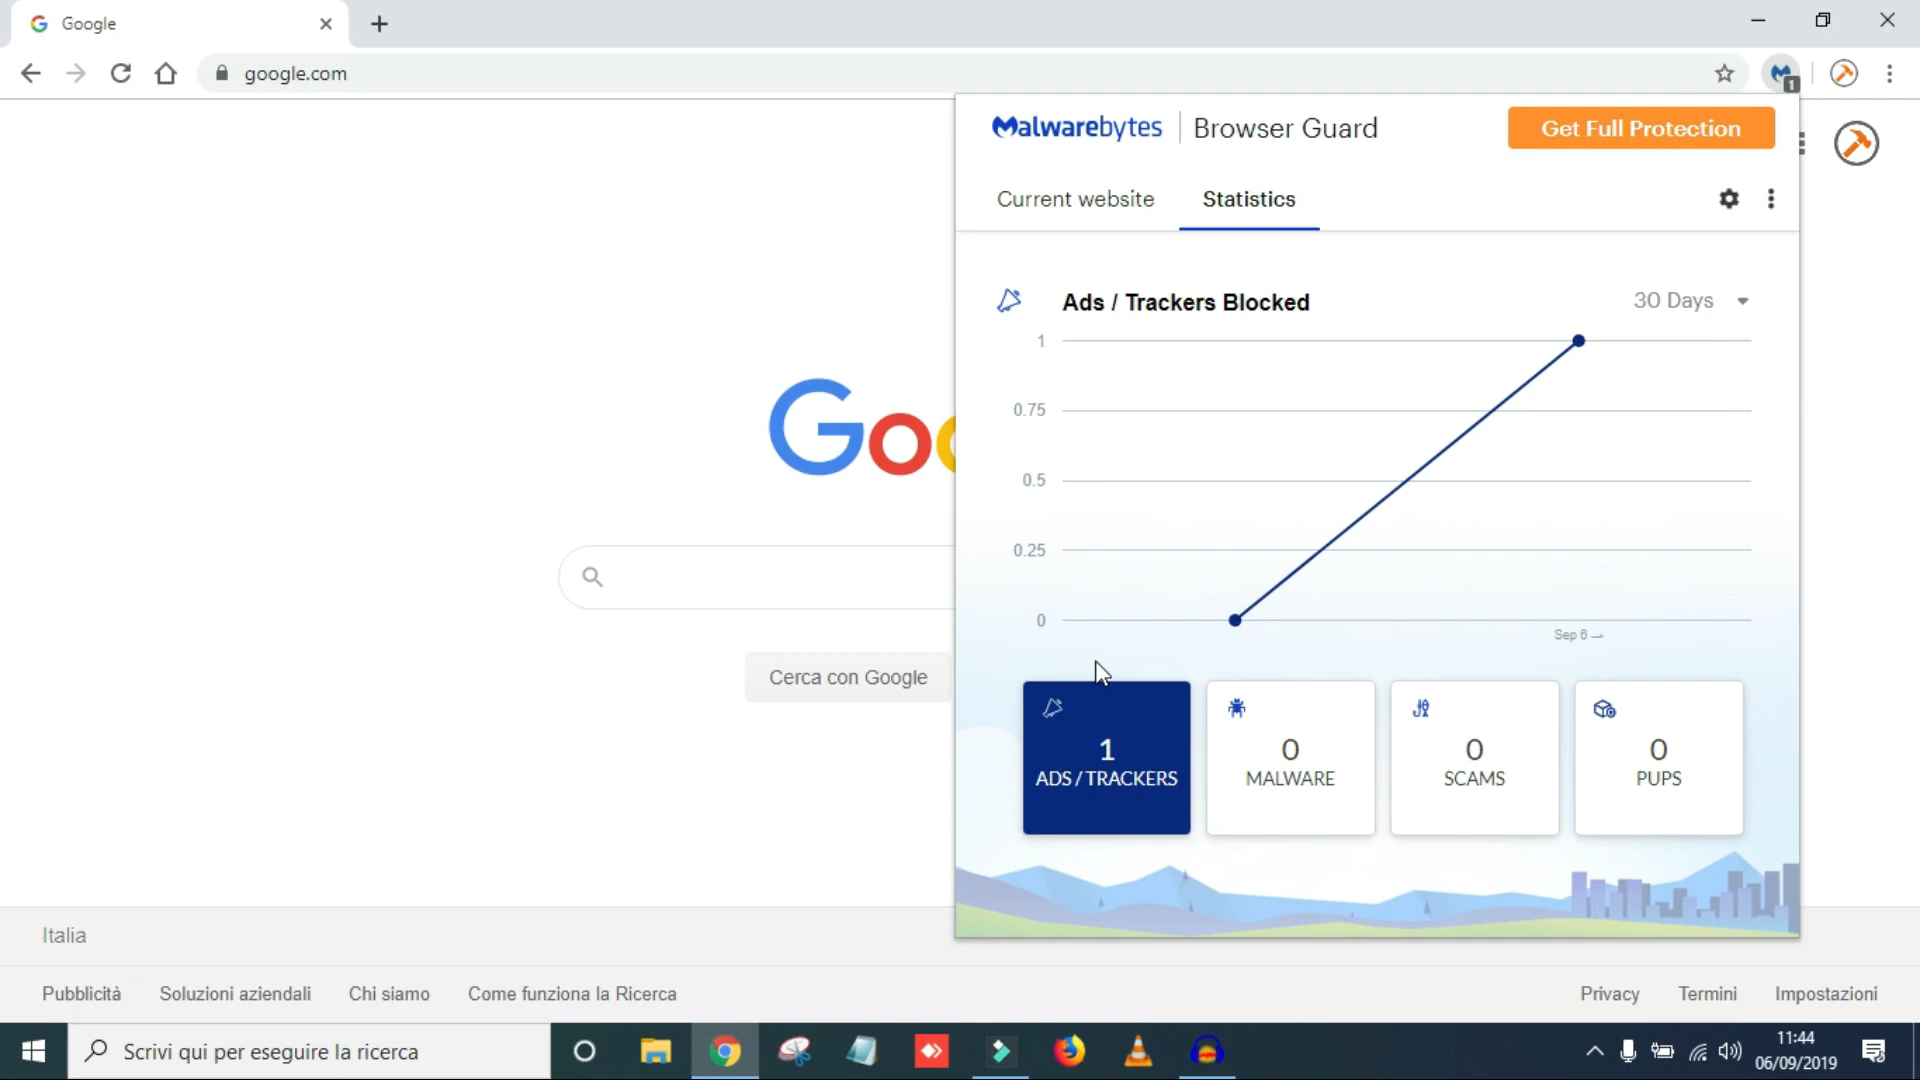 Google
google.com
1
Malwarebytes | Browser Guard
Get Full Protection
Current website
Statistics
Ads / Trackers Blocked
30 Days
1
0.75
0.5
0.25
0
Sep 6
Goo
Cerca con Google
1
ADS / TRACKERS
0
MALWARE
0
SCAMS
0
PUPS
Italia
Pubblicità Soluzioni aziendali Chi siamo Come funziona la Ricerca
Privacy Termini Impostazioni
Scrivi qui per eseguire la ricerca
11:44
06/09/2019